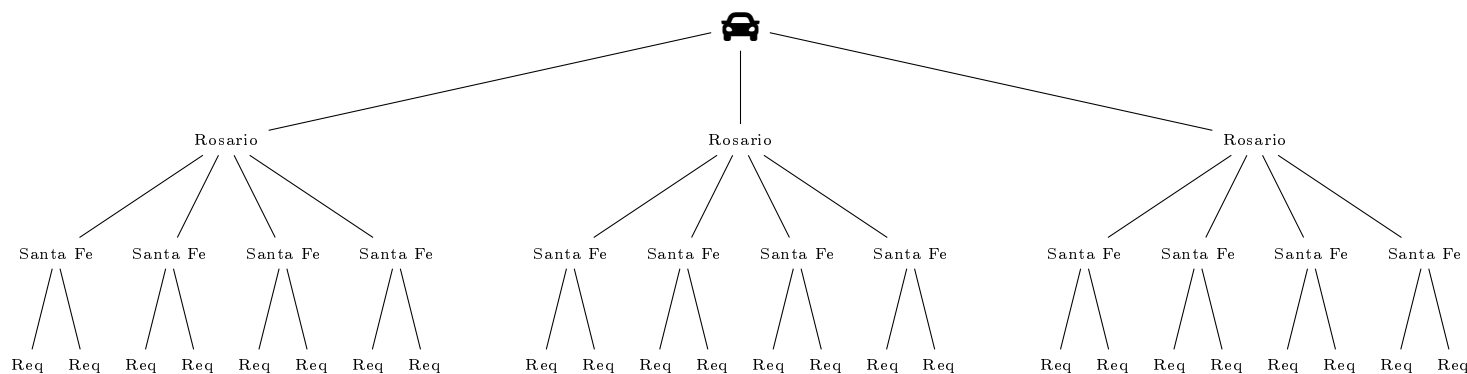 Rosario Rosario Rosario
Santa Fe Santa Fe Santa Fe Santa Fe Santa Fe Santa Fe Santa Fe Santa Fe Santa Fe Santa Fe Santa Fe Santa Fe
Req Req Req Req Req Req Req Req Req Req Req Req Req Req Req Req Req Req Req Req Req Req Req Req